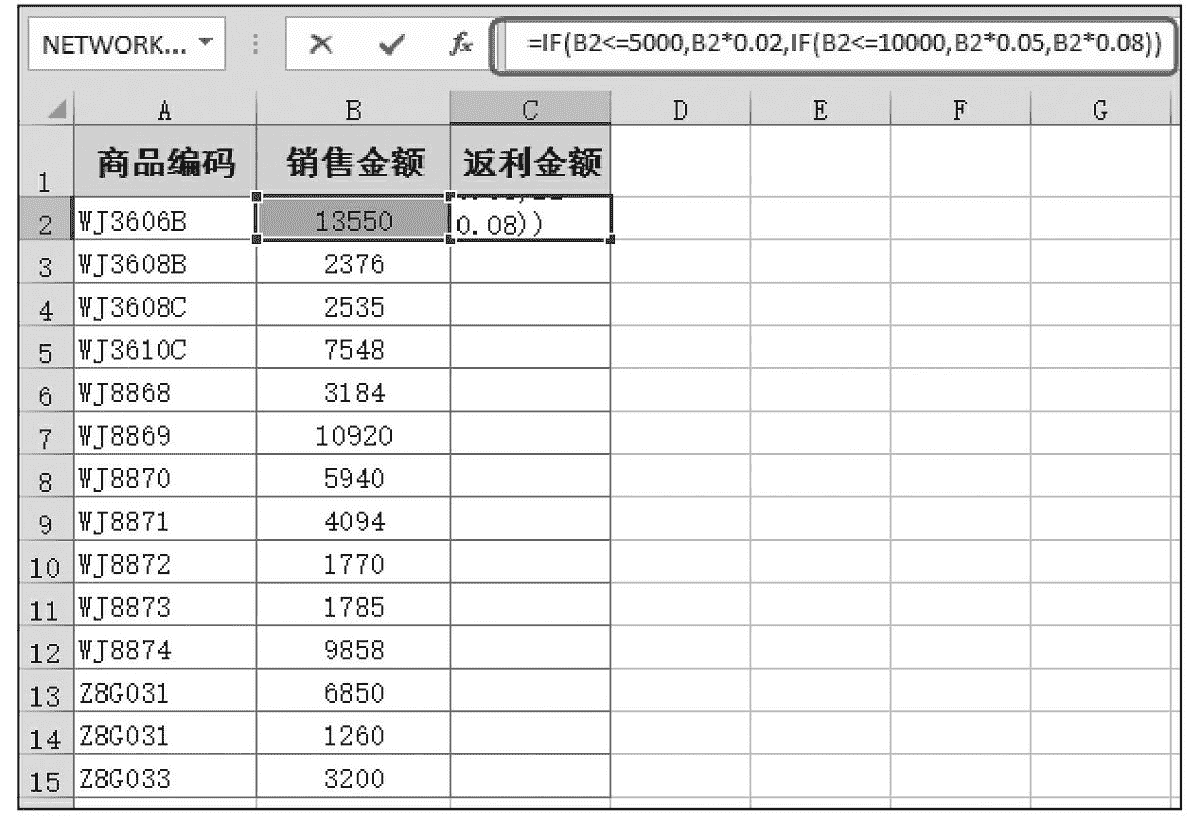 NETWORK... fx =IF(B2<=5000,B2*0.02,IF(B2<=10000,B2*0.05,B2*0.08))
A B C D E F G
1 商品编码 销售金额 返利金额
2 WJ3606B 13550 0.08))
3 WJ3608B 2376
4 WJ3608C 2535
5 WJ3610C 7548
6 WJ8868 3184
7 WJ8869 10920
8 WJ8870 5940
9 WJ8871 4094
10 WJ8872 1770
11 WJ8873 1785
12 WJ8874 9858
13 Z8G031 6850
14 Z8G031 1260
15 Z8G033 3200